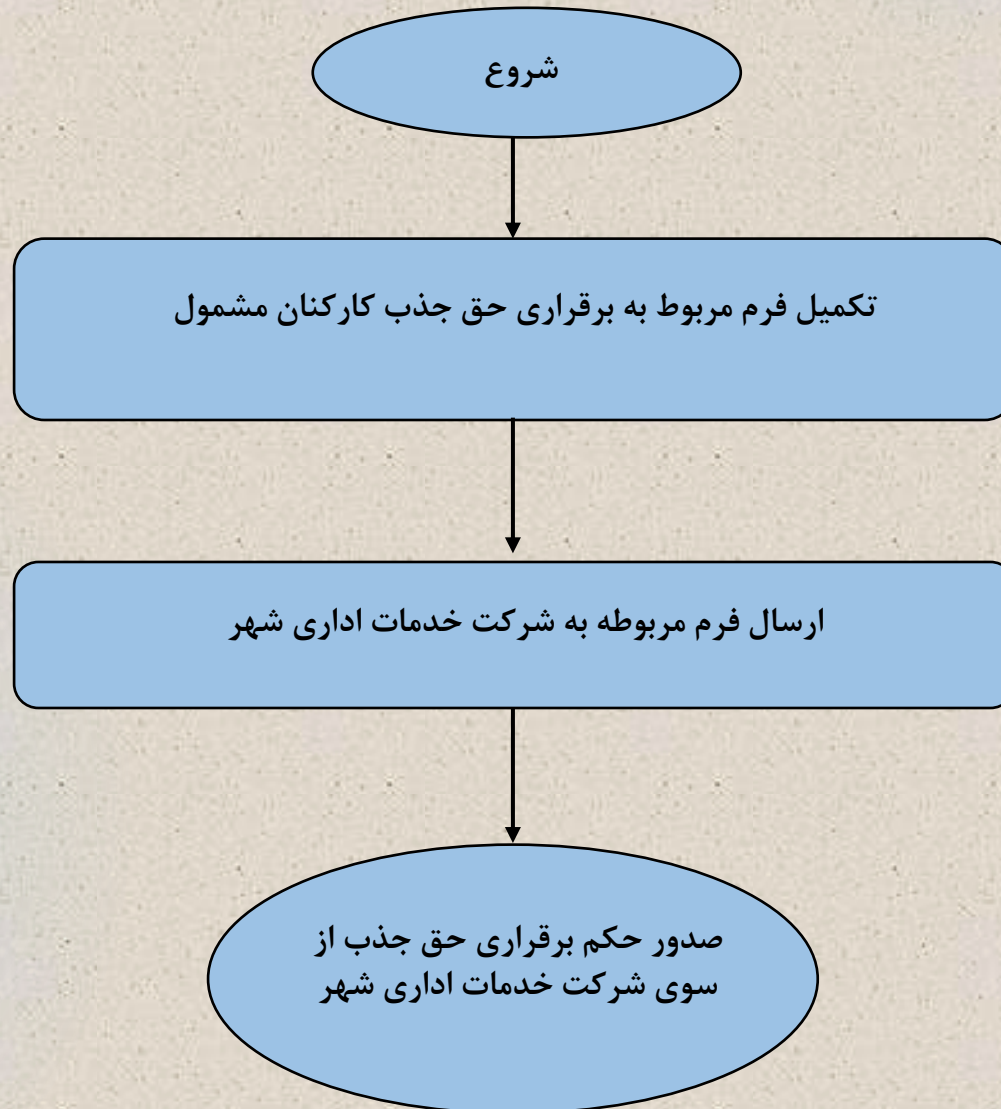 شروع
تکمیل فرم مربوط به برقراری حق جذب کارکنان مشمول
ارسال فرم مربوطه به شرکت خدمات اداری شهر
صدور حکم برقراری حق جذب از
سوی شرکت خدمات اداری شهر